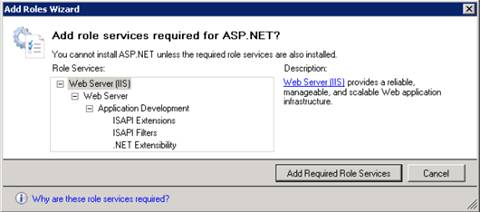 Add Roles Wizard
Add role services required for ASP.NET?
You cannot install ASP.NET unless the required role services are also installed.
Role Services:
Web Server (IIS)
Web Server
Application Development
ISAPI Extensions
ISAPI Filters
.NET Extensibility
Description:
Web Server (IIS) provides a reliable,
manageable, and scalable Web application
infrastructure.
Add Required Role Services
Cancel
Why are these role services required?